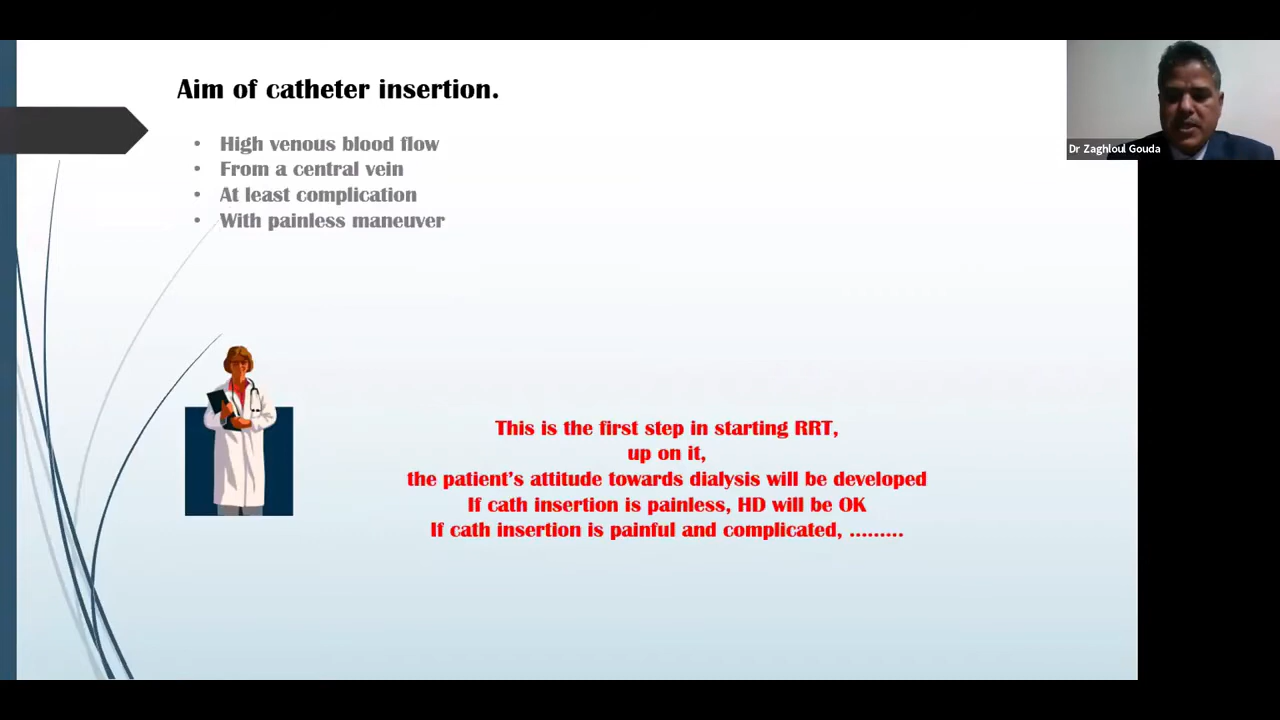 Aim of catheter insertion.
• High venous blood flow
• From a central vein
• At least complication
• With painless maneuver
Dr Zaghloul Gouda
This is the first step in starting RRT,
up on it,
the patient’s attitude towards dialysis will be developed
If cath insertion is painless, HD will be OK
If cath insertion is painful and complicated, ………